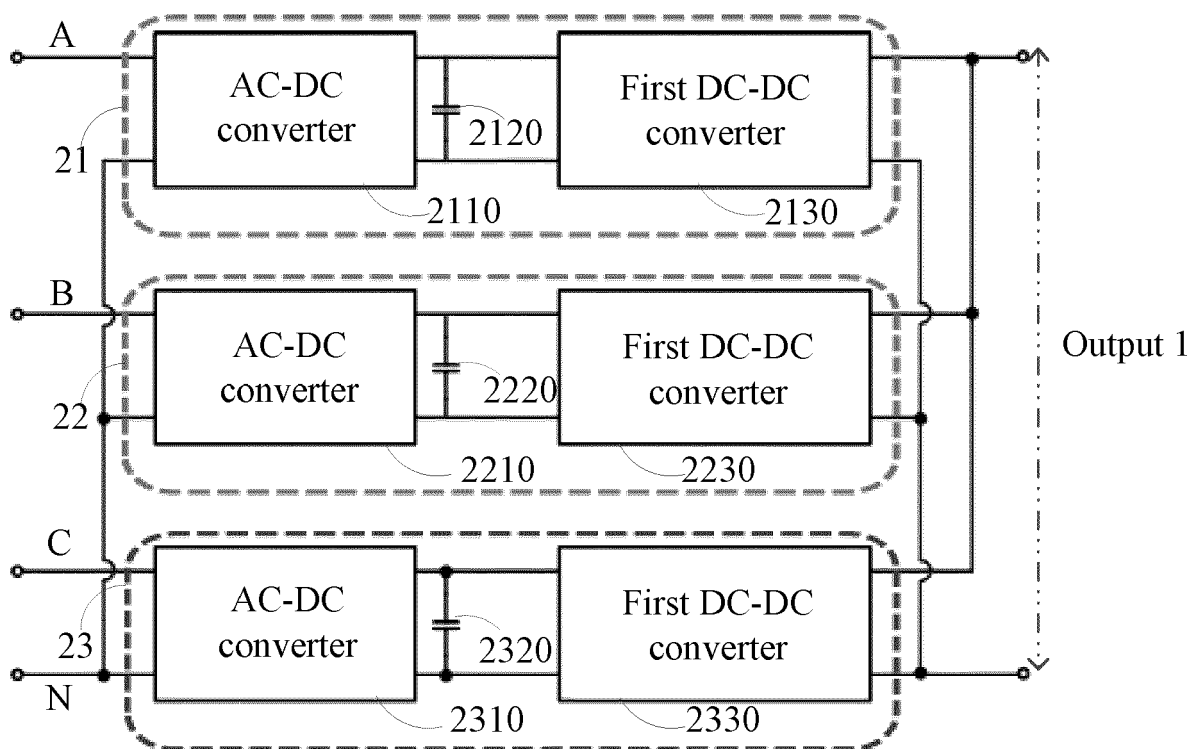 A
AC-DC
converter
2120
First DC-DC
converter
21
2110
2130
B
AC-DC
converter
2220
First DC-DC
converter
Output 1
22
2210
2230
C
AC-DC
converter
2320
First DC-DC
converter
23
N
2310
2330